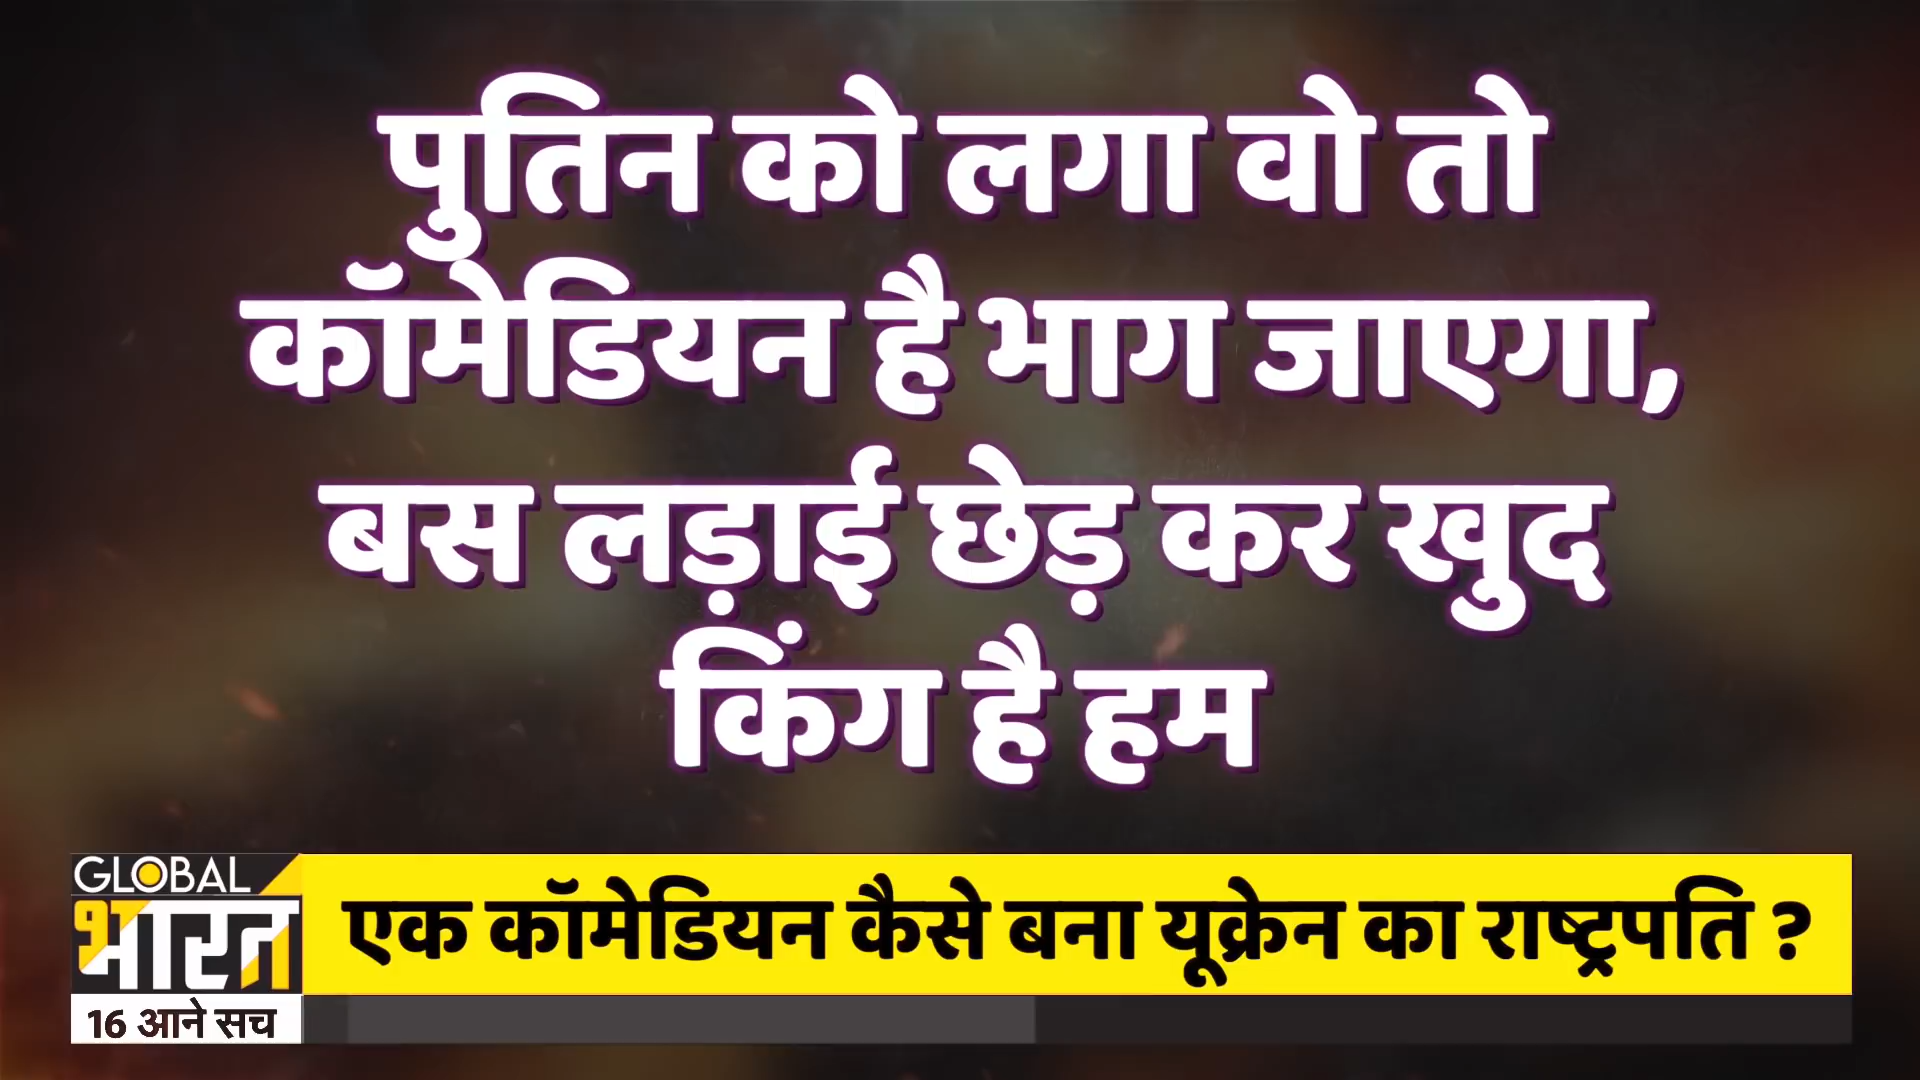 पुतिन को लगा वो तो
कॉमेडियन है भाग जाएगा,
बस लड़ाई छेड़ कर खुद
किंग है हम
GLOBAL
भारत
16 आने सच
एक कॉमेडियन कैसे बना यूक्रेन का राष्ट्रपति ?